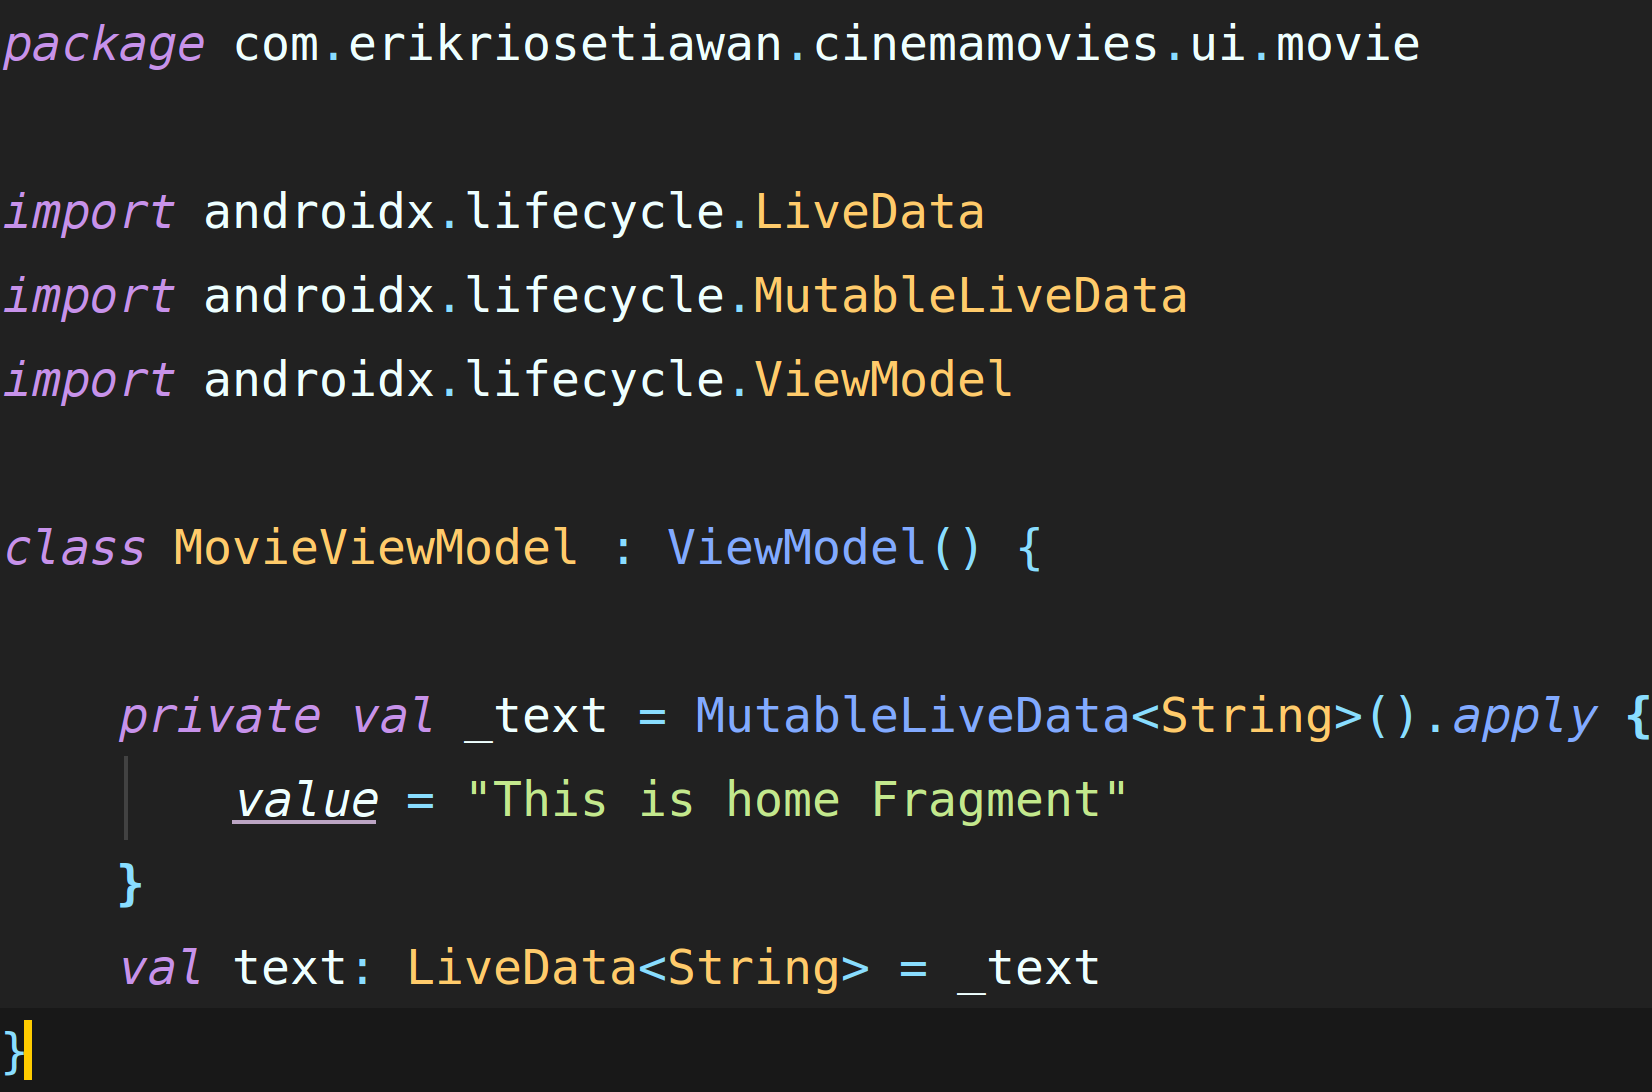 package com.erikriosetiawan.cinemamovies.ui.movie

import androidx.lifecycle.LiveData
import androidx.lifecycle.MutableLiveData
import androidx.lifecycle.ViewModel

class MovieViewModel : ViewModel() {

    private val _text = MutableLiveData<String>().apply {
        value = "This is home Fragment"
    }
    val text: LiveData<String> = _text
}